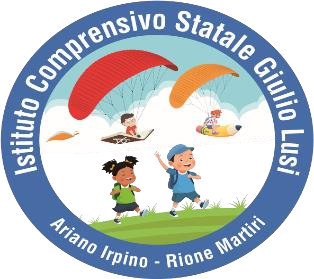 Istituto Comprensivo Statale Giulio Lusi
Ariano Irpino - Rione Martiri